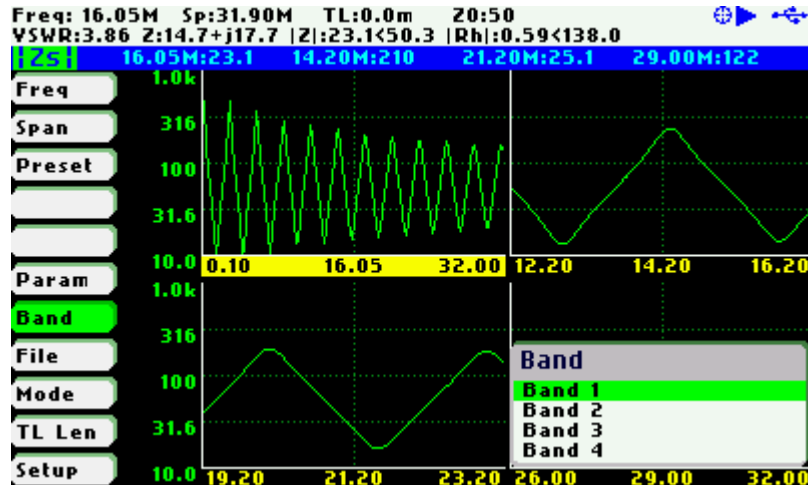 Freq: 16.05M Sp:31.90M TL:0.0m Z0:50
VSWR:3.86 Z:14.7+j17.7 |Z|:23.1<50.3 |Rh|:0.59<138.0
|Zs| 16.05M:23.1 14.20M:210 21.20M:25.1 29.00M:122
Freq
Span
Preset
Param
Band
File
Mode
TL Len
Setup
1.0k
316
100
31.6
10.0
0.10 16.05 32.00
12.20 14.20 16.20
1.0k
316
100
31.6
10.0
19.20 21.20 23.20
Band
Band 1
Band 2
Band 3
Band 4
26.00 29.00 32.00